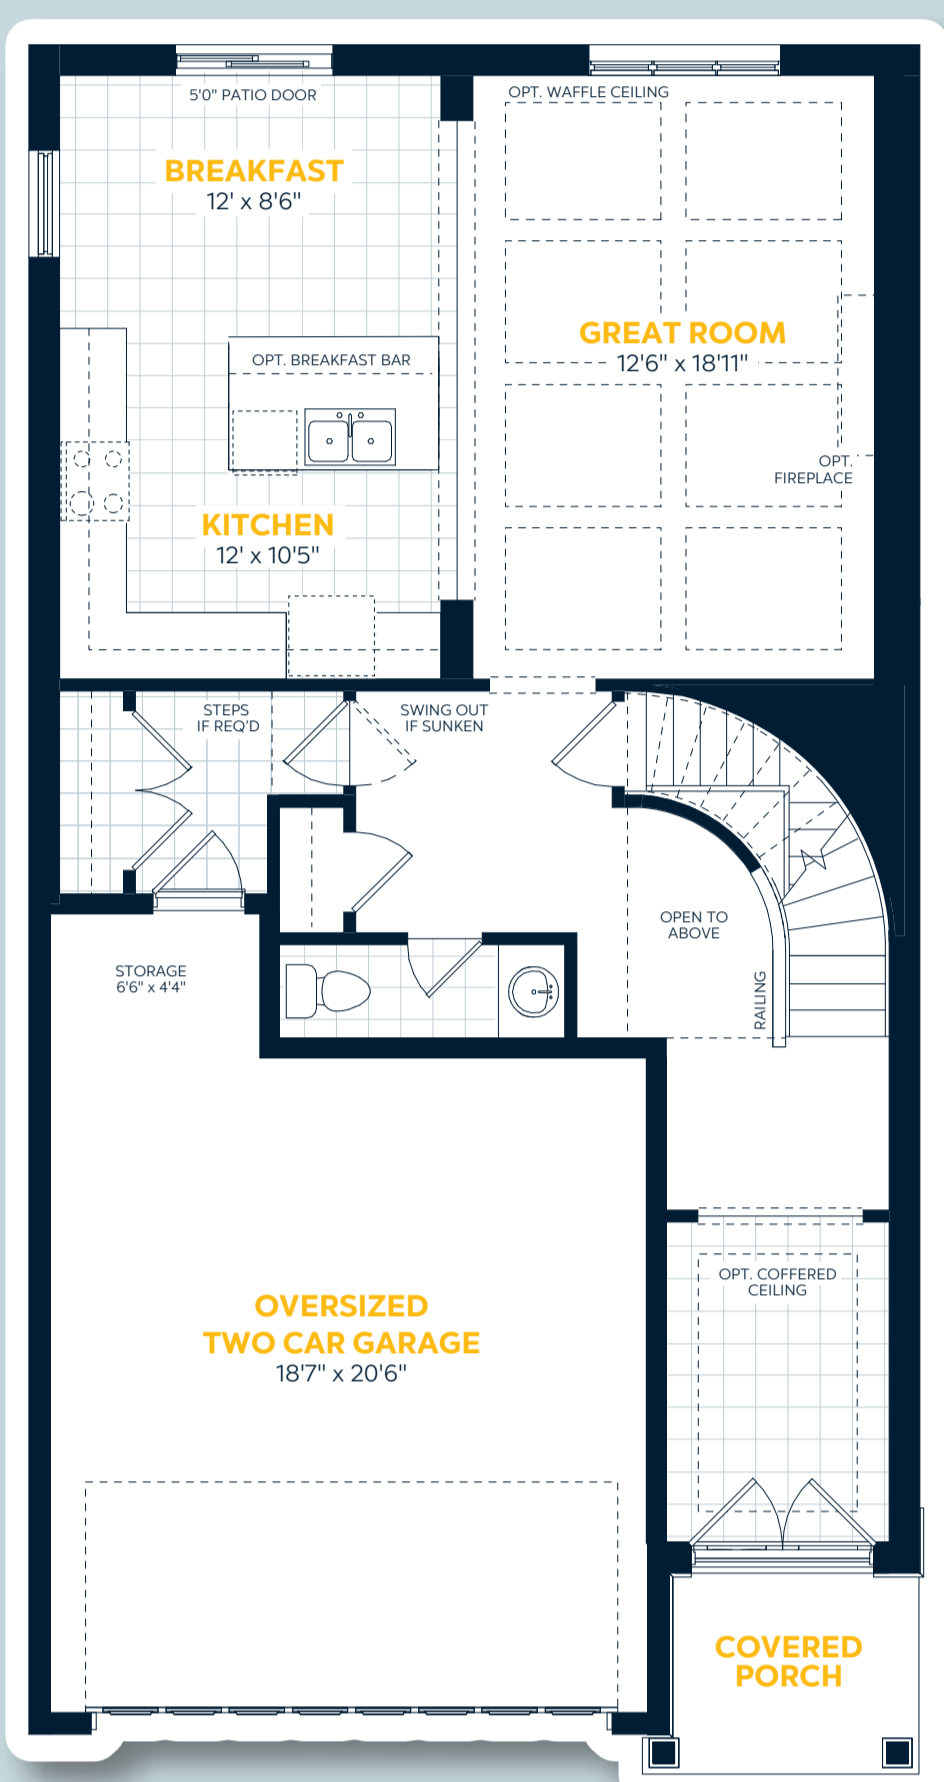 5'0" PATIO DOOR
OPT. WAFFLE CEILING
BREAKFAST
12' x 8'6"
GREAT ROOM
12'6" x 18'11"
OPT. BREAKFAST BAR
OPT.
FIREPLACE
KITCHEN
12' x 10'5"
STEPS
IF REQ'D
SWING OUT
IF SUNKEN
OPEN TO
ABOVE
RAILING
STORAGE
6'6" x 4'4"
OPT. COFFERED
CEILING
OVERSIZED
TWO CAR GARAGE
18'7" x 20'6"
COVERED
PORCH